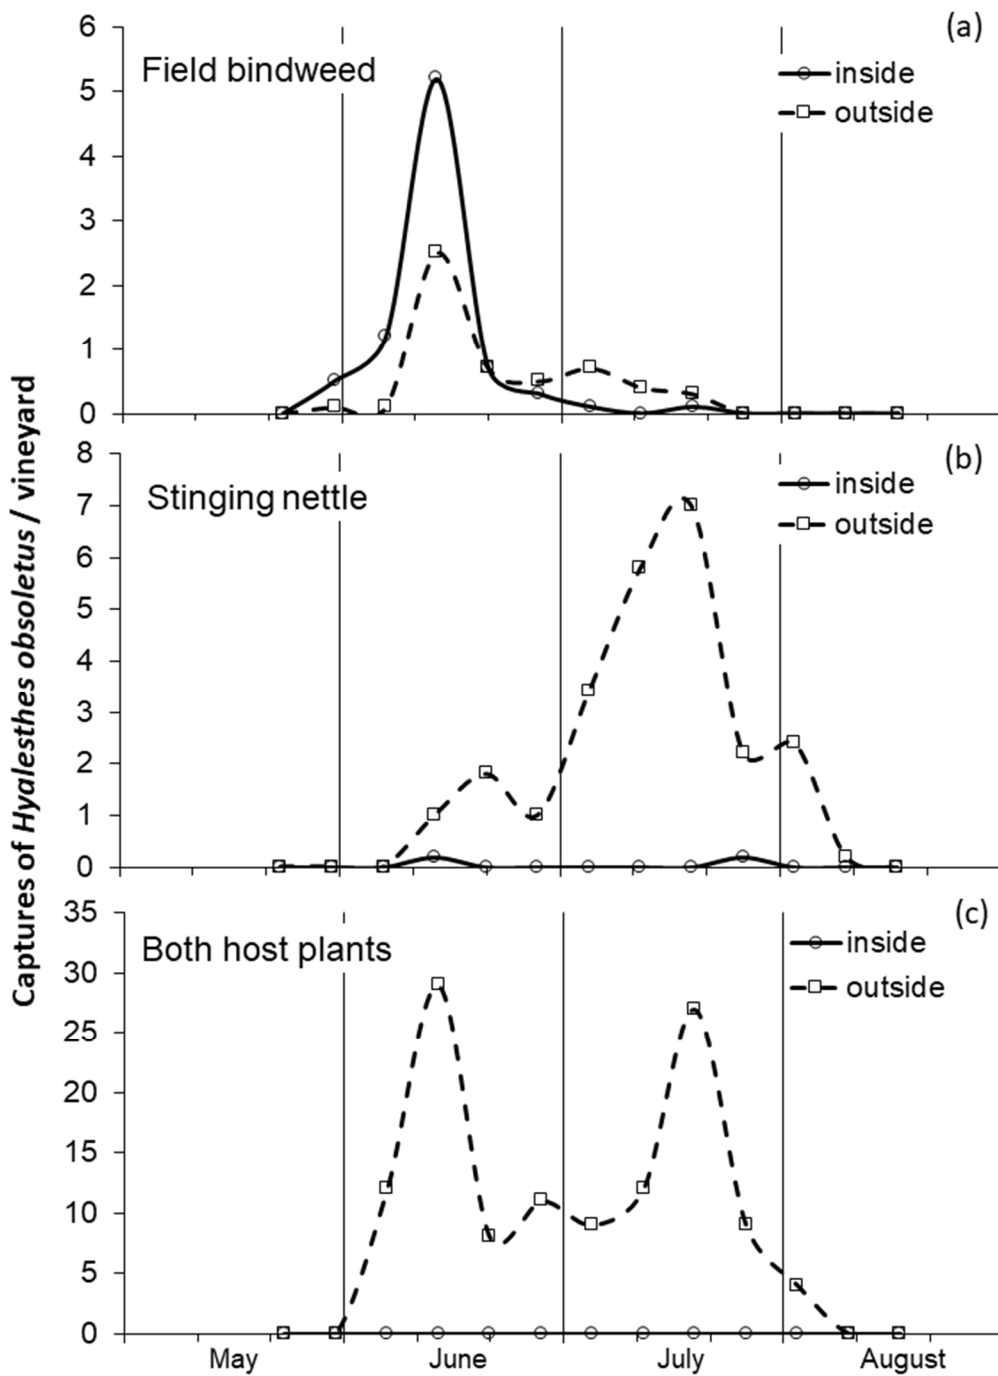 Captures of Hyalesthes obsoletus / vineyard
(a)
Field bindweed
inside
outside
6
5
4
3
2
1
0
(b)
Stinging nettle
inside
outside
8
7
6
5
4
3
2
1
0
(c)
Both host plants
inside
outside
35
30
25
20
15
10
5
0
May June July August